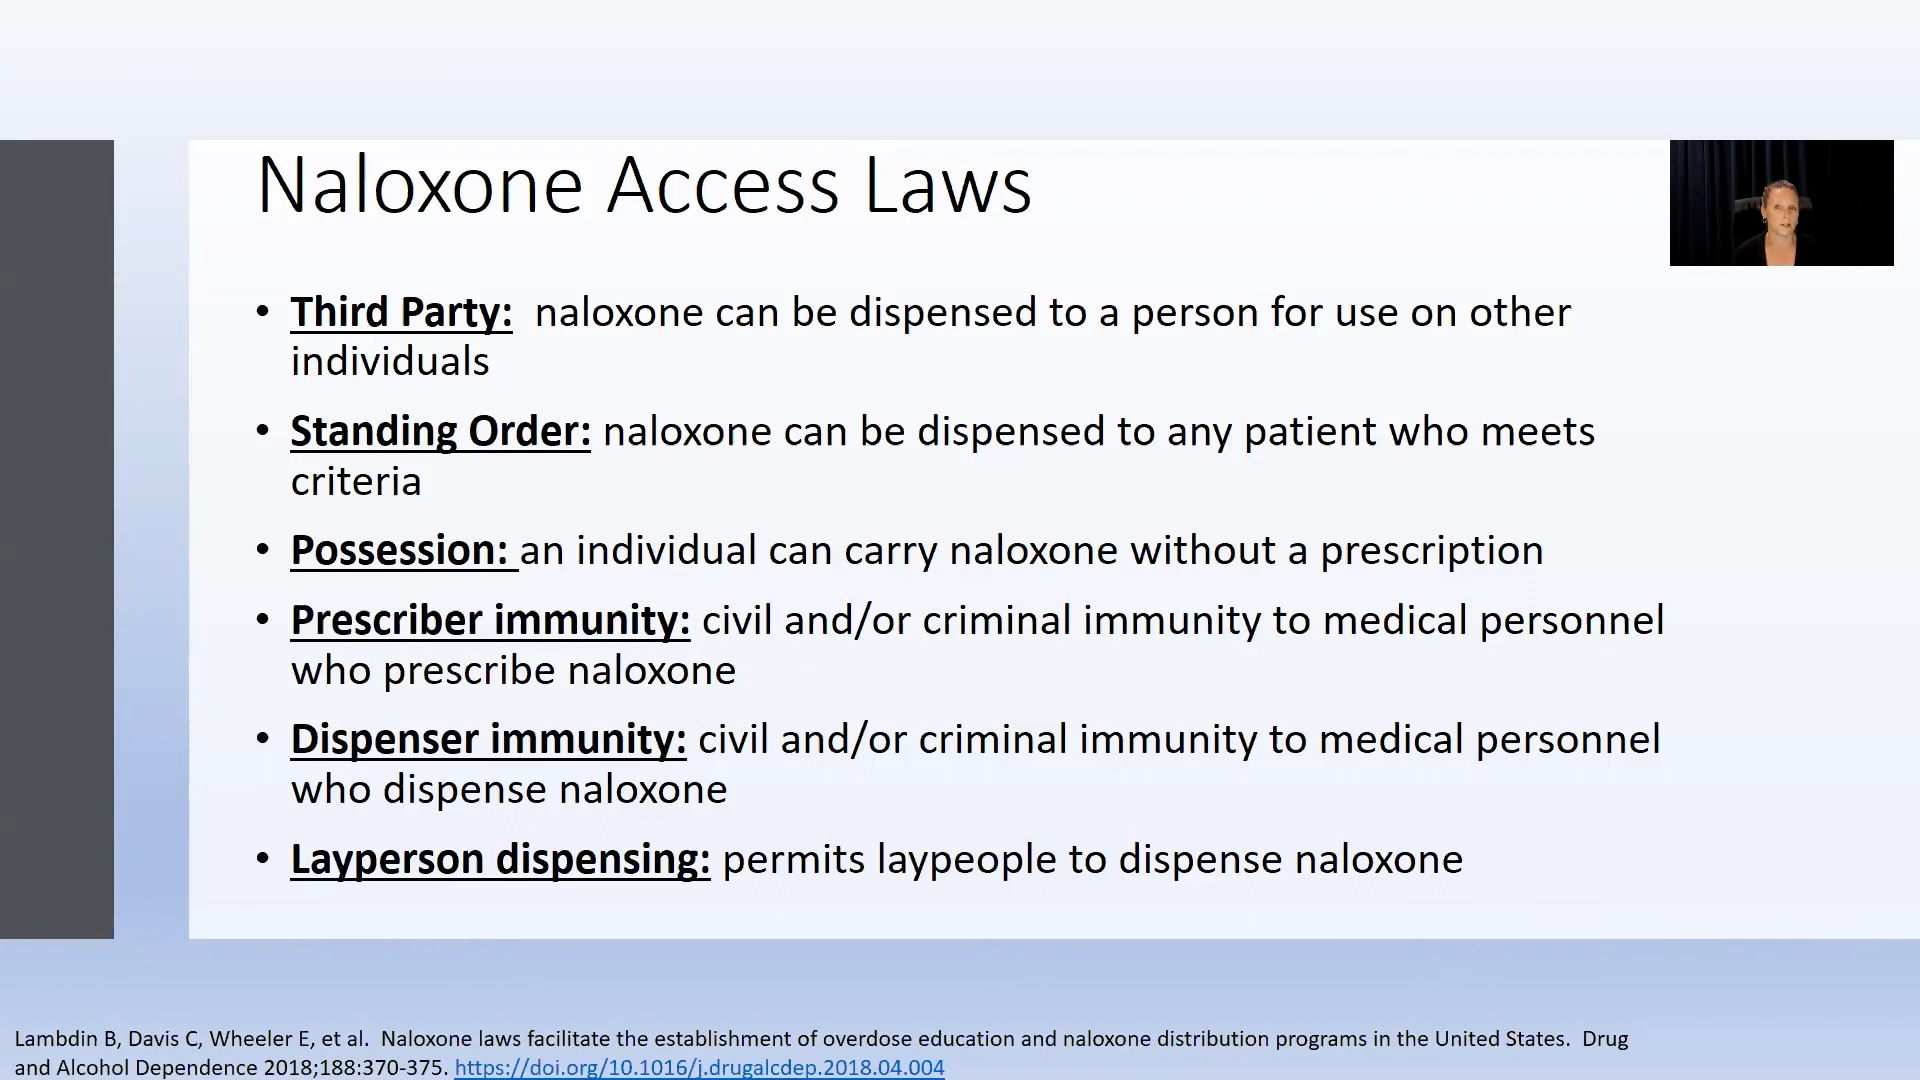 Naloxone Access Laws
• Third Party:  naloxone can be dispensed to a person for use on other
individuals
• Standing Order: naloxone can be dispensed to any patient who meets
criteria
• Possession: an individual can carry naloxone without a prescription
• Prescriber immunity: civil and/or criminal immunity to medical personnel
who prescribe naloxone
• Dispenser immunity: civil and/or criminal immunity to medical personnel
who dispense naloxone
• Layperson dispensing: permits laypeople to dispense naloxone
Lambdin B, Davis C, Wheeler E, et al.  Naloxone laws facilitate the establishment of overdose education and naloxone distribution programs in the United States.  Drug
and Alcohol Dependence 2018;188:370-375. https://doi.org/10.1016/j.drugalcdep.2018.04.004